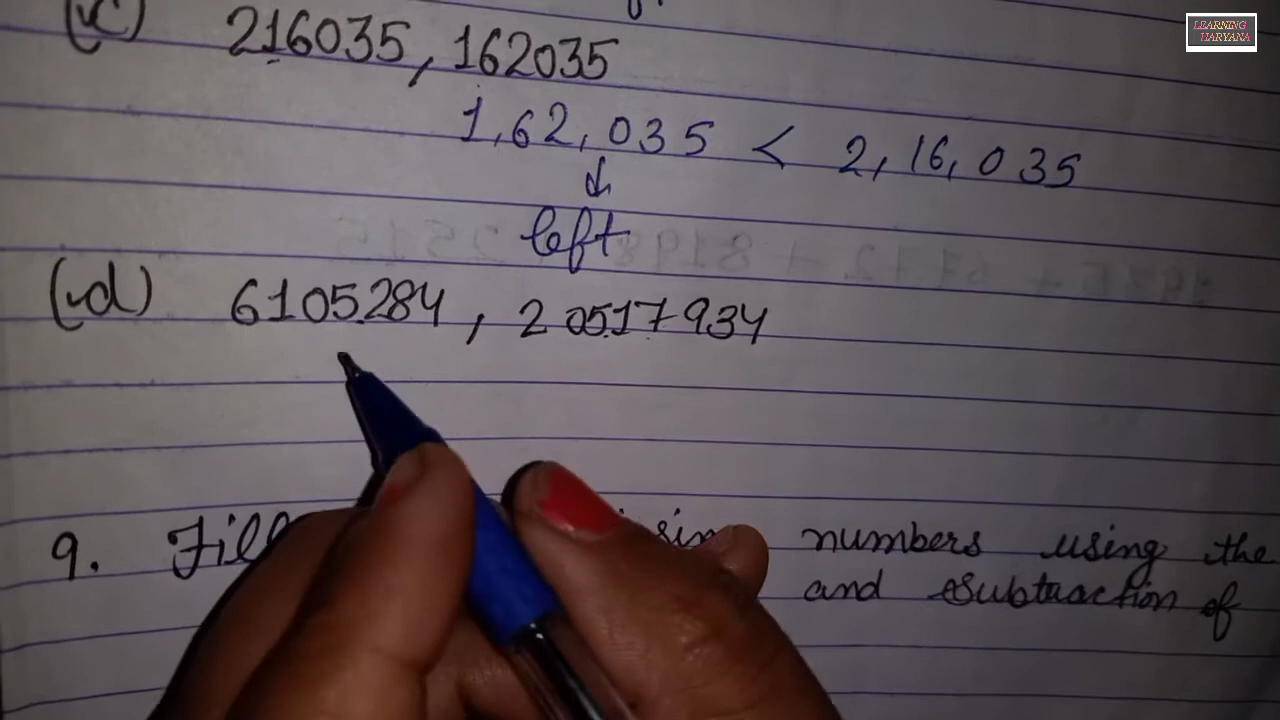 LEARNING
HARYANA
(c) 216035, 162035
1,62,035 < 2,16,035
left
(d) 6105284, 20517934
9. Fill numbers using the
and subtraction of